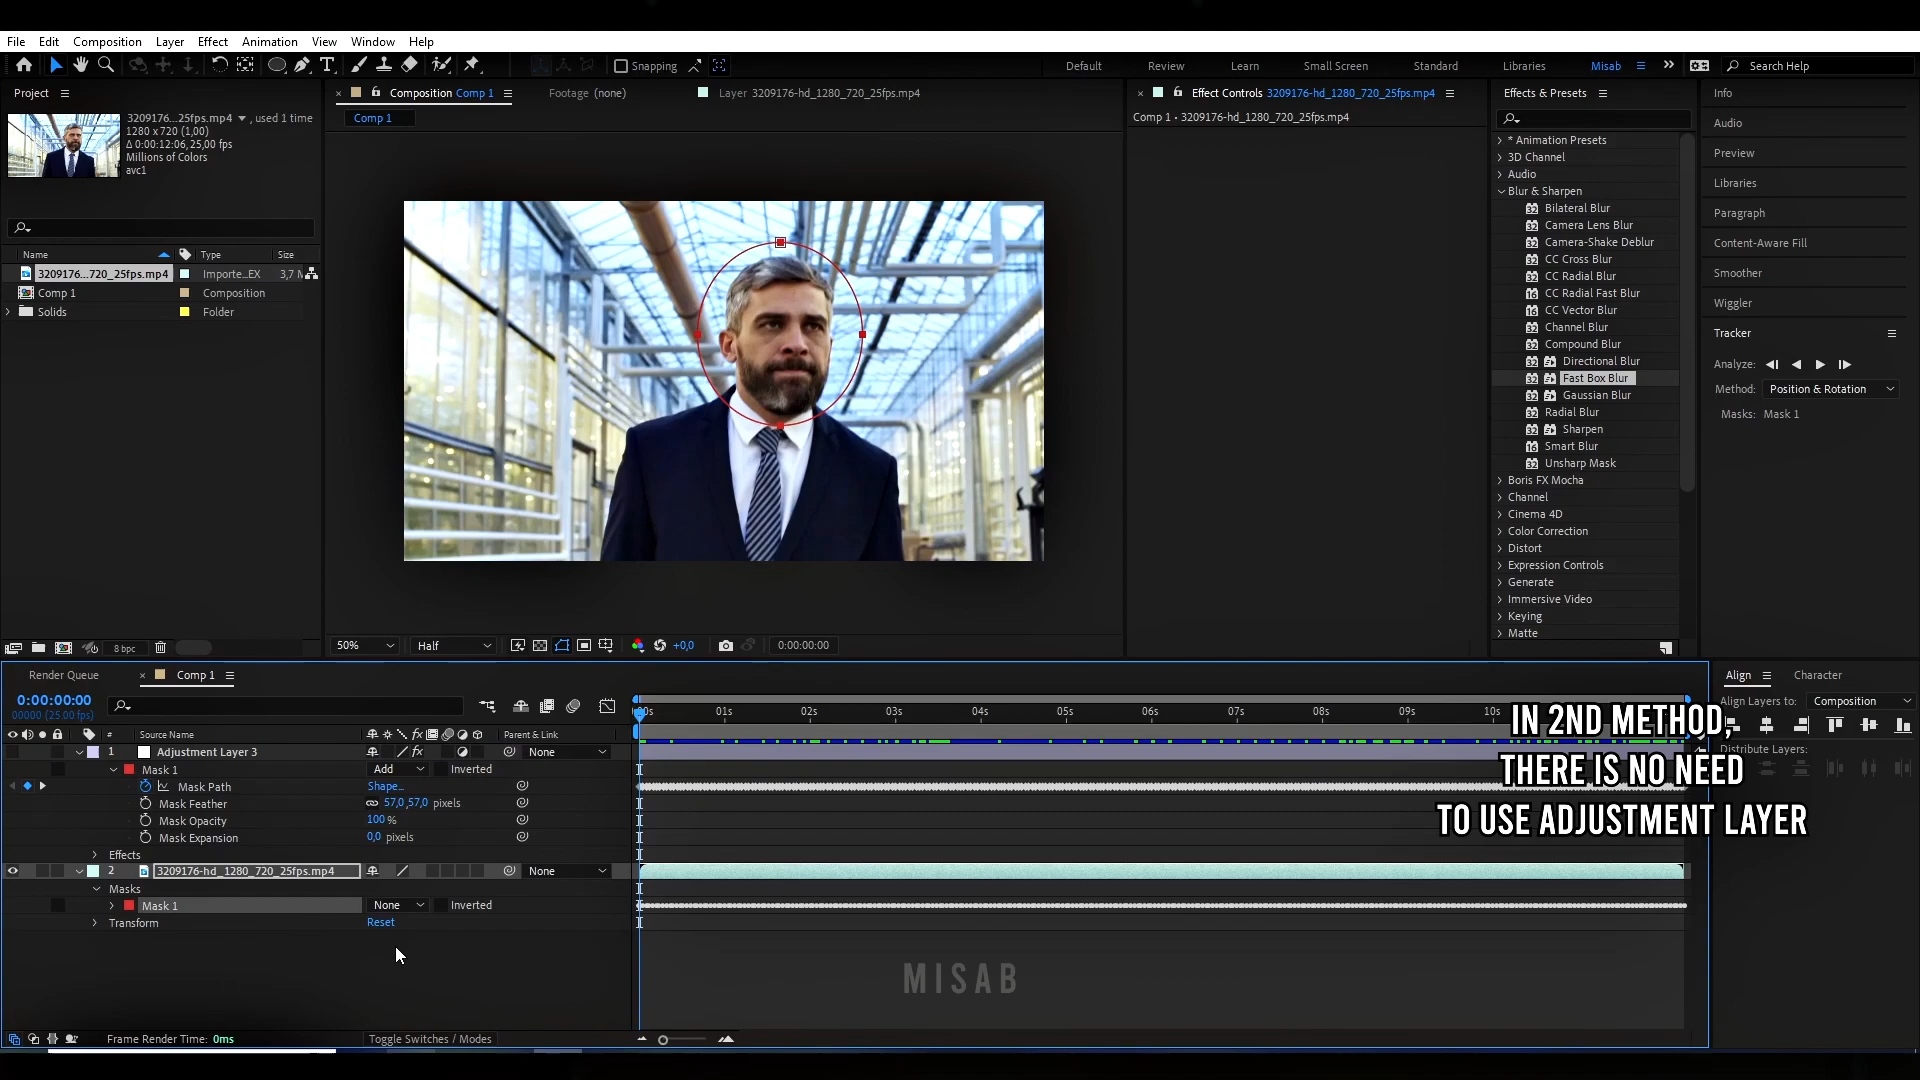 File Edit Composition Layer Effect Animation View Window Help
Snapping Default Review Learn Small Screen Standard Libraries Misab Search Help
Project
3209176...25fps.mp4 , used 1 time
1280 x 720 (1,00)
Δ 0:00:12:06, 25,00 fps
Millions of Colors
avc1
Name Type Size
3209176...720_25fps.mp4 Importe...EX 3,7 M
Comp 1 Composition
Solids Folder
8 bpc
Composition Comp 1 Footage (none) Layer 3209176-hd_1280_720_25fps.mp4
Comp 1
50% Half +0,0 0:00:00:00
Effect Controls 3209176-hd_1280_720_25fps.mp4
Comp 1 • 3209176-hd_1280_720_25fps.mp4
Effects & Presets
* Animation Presets
3D Channel
Audio
Blur & Sharpen
Bilateral Blur
Camera Lens Blur
Camera-Shake Deblur
CC Cross Blur
CC Radial Blur
CC Radial Fast Blur
CC Vector Blur
Channel Blur
Compound Blur
Directional Blur
Fast Box Blur
Gaussian Blur
Radial Blur
Sharpen
Smart Blur
Unsharp Mask
Boris FX Mocha
Channel
Cinema 4D
Color Correction
Distort
Expression Controls
Generate
Immersive Video
Keying
Matte
Info
Audio
Preview
Libraries
Paragraph
Content-Aware Fill
Smoother
Wiggler
Tracker
Analyze:
Method: Position & Rotation
Masks: Mask 1
Render Queue Comp 1
0:00:00:00
00000 (25.00 fps)
01s 02s 03s 04s 05s 06s 07s 08s 09s 10s
# Source Name Parent & Link
1 Adjustment Layer 3 None
Mask 1 Add Inverted
Mask Path Shape...
Mask Feather 57,0,57,0 pixels
Mask Opacity 100 %
Mask Expansion 0,0 pixels
Effects
2 3209176-hd_1280_720_25fps.mp4 None
Masks
Mask 1 None Inverted
Transform Reset
Frame Render Time: 0ms Toggle Switches / Modes
Align Character
Align Layers to: Composition
Distribute Layers:
IN 2ND METHOD,
THERE IS NO NEED
TO USE ADJUSTMENT LAYER
MISAB